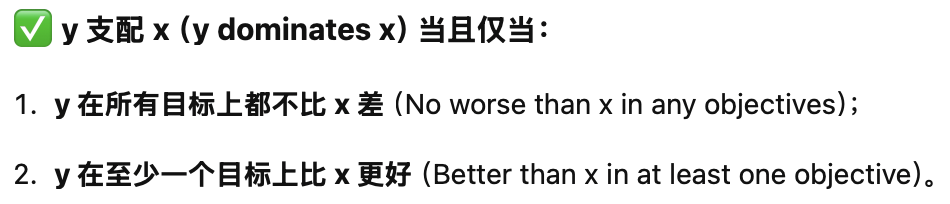 ✅ y 支配 x（y dominates x）当且仅当：
1. y 在所有目标上都不比 x 差（No worse than x in any objectives）；
2. y 在至少一个目标上比 x 更好（Better than x in at least one objective）。